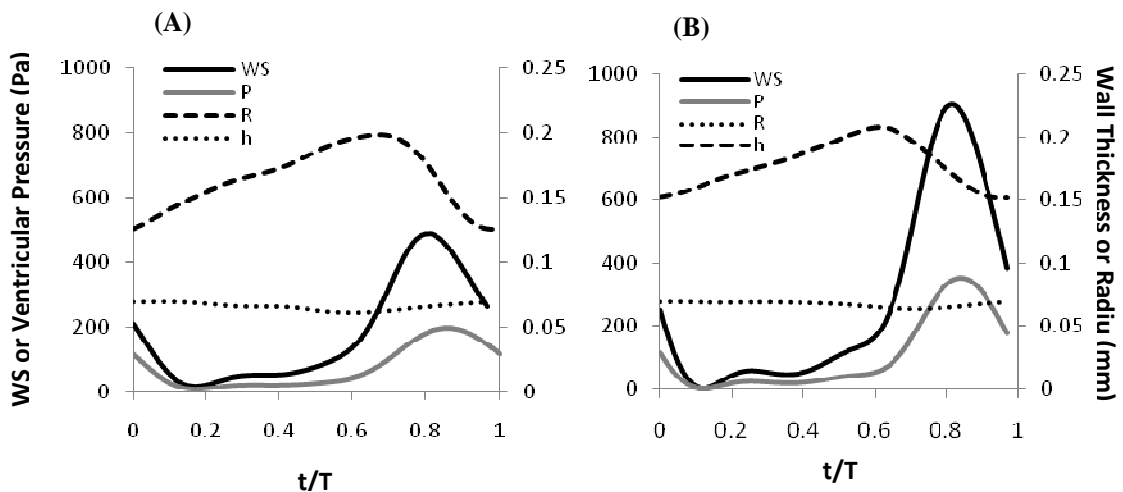 (A)
WS
P
R
h
1000
800
600
400
200
0
0.25
0.2
0.15
0.1
0.05
0
0 0.2 0.4 0.6 0.8 1
t/T
WS or Ventricular Pressure (Pa)
(B)
WS
P
R
h
1000
800
600
400
200
0
0.25
0.2
0.15
0.1
0.05
0
0 0.2 0.4 0.6 0.8 1
t/T
Wall Thickness or Radiu (mm)